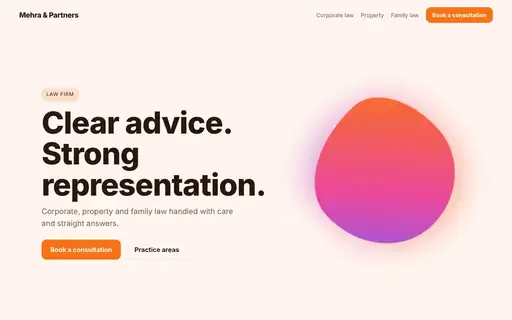 Mehra & Partners
Corporate law Property Family law Book a consultation
LAW FIRM
Clear advice.
Strong
representation.
Corporate, property and family law handled with care
and straight answers.
Book a consultation Practice areas